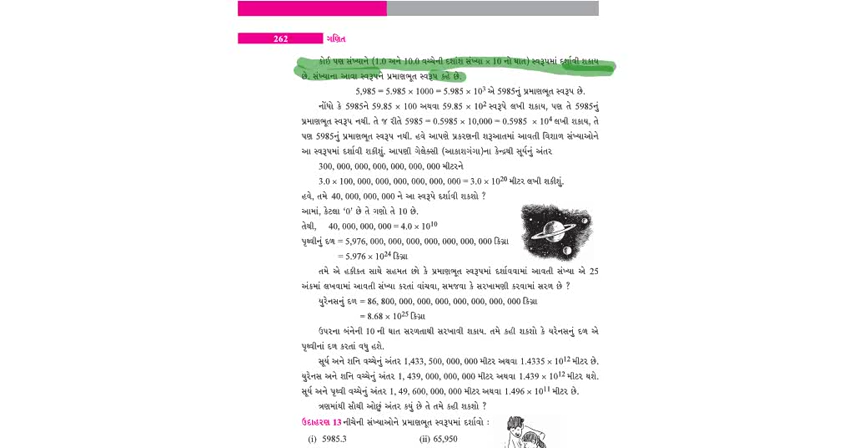 262 ગણિત
કોઈ પણ સંખ્યાને (1.0 અને 10.0 વચ્ચેની દશાંશ સંખ્યા × 10 નો ઘાત) સ્વરૂપમાં દર્શાવી શકાય
છે. સંખ્યાના આવા સ્વરૂપને પ્રમાણભૂત સ્વરૂપ કહે છે.
5,985 = 5.985 × 1000 = 5.985 × 10³ એ 5985નું પ્રમાણભૂત સ્વરૂપ છે.
નોંધો કે 5985ને 59.85 × 100 અથવા 59.85 × 10² સ્વરૂપે લખી શકાય, પણ તે 5985નું
પ્રમાણભૂત સ્વરૂપ નથી. તે જ રીતે 5985 = 0.5985 × 10,000 = 0.5985 × 10⁴ લખી શકાય, તે
પણ 5985નું પ્રમાણભૂત સ્વરૂપ નથી. હવે આપણે પ્રકરણની શરૂઆતમાં આવતી વિશાળ સંખ્યાઓને
આ સ્વરૂપમાં દર્શાવી શકીશું. આપણી ગેલેક્સી (આકાશગંગા)ના કેન્દ્રથી સૂર્યનું અંતર
300, 000, 000, 000, 000, 000, 000 મીટરને
3.0 × 100, 000, 000, 000, 000, 000, 000 = 3.0 × 10²⁰ મીટર લખી શકીશું.
હવે, તમે 40, 000, 000, 000 ને આ સ્વરૂપે દર્શાવી શકશો ?
આમાં, કેટલા ‘0’ છે તે ગણો તે 10 છે.
તેથી, 40, 000, 000, 000 = 4.0 × 10¹⁰
પૃથ્વીનું દળ = 5,976, 000, 000, 000, 000, 000, 000, 000 કિગ્રા
= 5.976 × 10²⁴ કિગ્રા
તમે એ હકીકત સાથે સહમત છો કે પ્રમાણભૂત સ્વરૂપમાં દર્શાવવામાં આવતી સંખ્યા એ 25
અંકમાં લખવામાં આવતી સંખ્યા કરતાં વાંચવા, સમજવા કે સરખામણી કરવામાં સરળ છે ?
યુરેનસનું દળ = 86, 800, 000, 000, 000, 000, 000, 000, 000 કિગ્રા
= 8.68 × 10²⁵ કિગ્રા
ઉપરના બંનેની 10 ની ઘાત સરળતાથી સરખાવી શકાય. તમે કહી શકશો કે યુરેનસનું દળ એ
પૃથ્વીનાં દળ કરતાં વધુ હશે.
સૂર્ય અને શનિ વચ્ચેનું અંતર 1,433, 500, 000, 000 મીટર અથવા 1.4335 × 10¹² મીટર છે.
યુરેનસ અને શનિ વચ્ચેનું અંતર 1, 439, 000, 000, 000 મીટર અથવા 1.439 × 10¹² મીટર થશે.
સૂર્ય અને પૃથ્વી વચ્ચેનું અંતર 1, 49, 600, 000, 000 મીટર અથવા 1.496 × 10¹¹ મીટર છે.
ત્રણમાંથી સૌથી ઓછું અંતર કયું છે તે તમે કહી શકશો ?
ઉદાહરણ 13 નીચેની સંખ્યાઓને પ્રમાણભૂત સ્વરૂપમાં દર્શાવો :
(i) 5985.3 (ii) 65,950